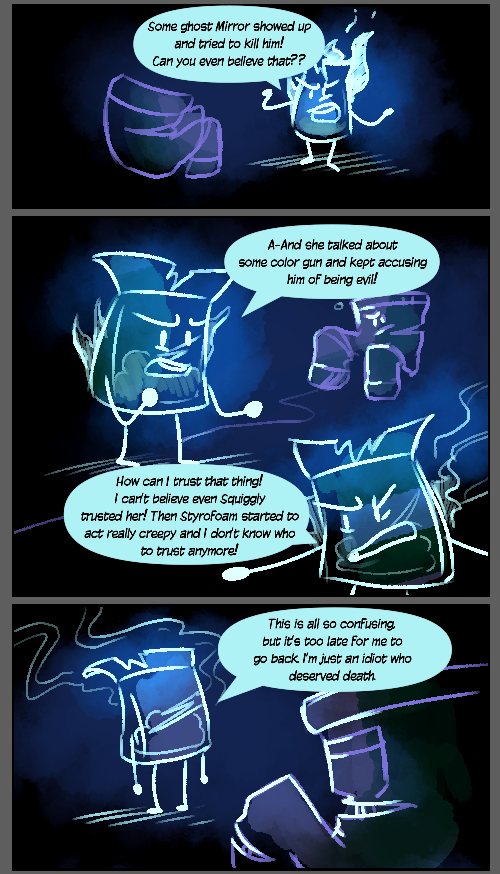 Some ghost Mirror showed up
and tried to kill him!
Can you even believe that??
A-And she talked about
some color gun and kept accusing
him of being evil!
How can I trust that thing!
I can't believe even Squiggly
trusted her! Then Styrofoam started to
act really creepy and I don't know who
to trust anymore!
This is all so confusing,
but it's too late for me to
go back. I'm just an idiot who
deserved death.